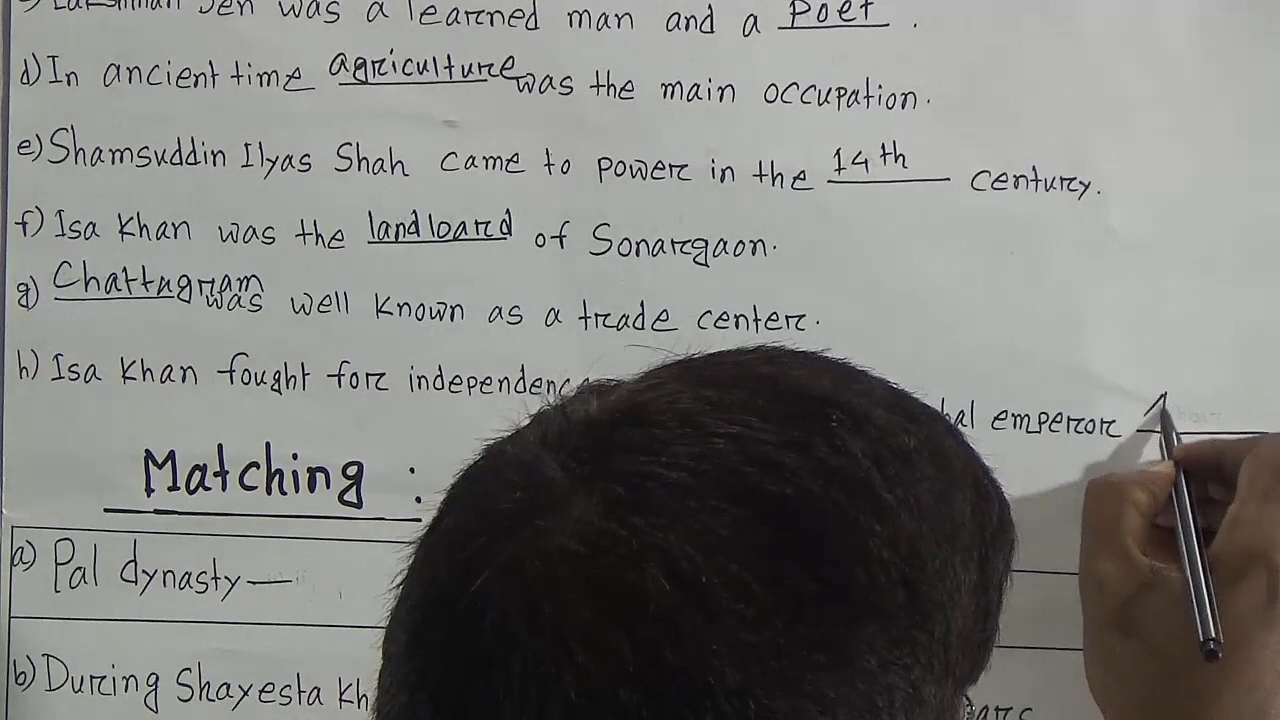 Sen was a learned man and a Poet.
d) In ancient time agriculture was the main occupation.
e) Shamsuddin Ilyas Shah came to power in the 14th century.
f) Isa Khan was the landloard of Sonargaon.
g) Chattagram was well known as a trade center.
h) Isa Khan fought for independence emperor
Matching :
a) Pal dynasty —
b) During Shayesta Kh